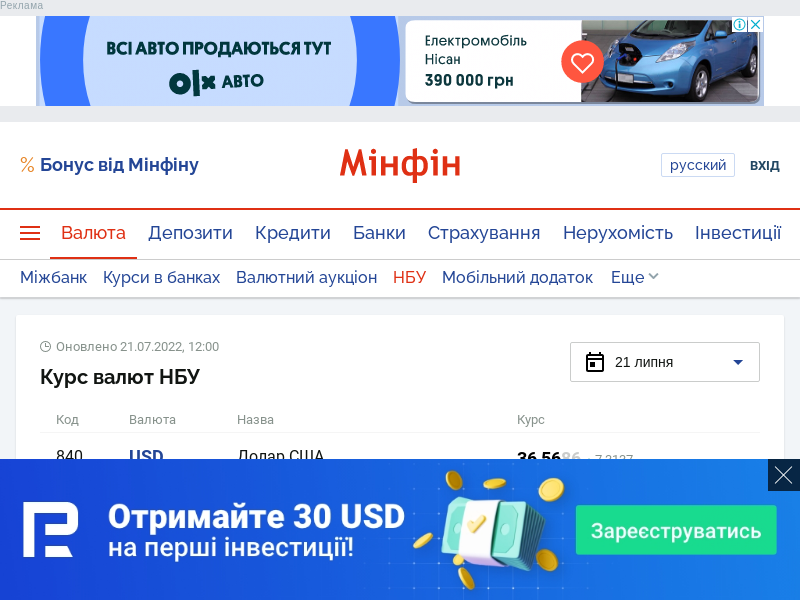 Реклама
ВСІ АВТО ПРОДАЮТЬСЯ ТУТ
olx АВТО
Електромобіль
Нісан
390 000 грн
% Бонус від Мінфіну
Мінфін
русский
ВХІД
Валюта Депозити Кредити Банки Страхування Нерухомість Інвестиції
Міжбанк Курси в банках Валютний аукціон НБУ Мобільний додаток Еще
Оновлено 21.07.2022, 12:00
21 липня
Курс валют НБУ
Код Валюта Назва Курс
840 USD Долар США 36.5686
Отримайте 30 USD
на перші інвестиції!
Зареєструватись